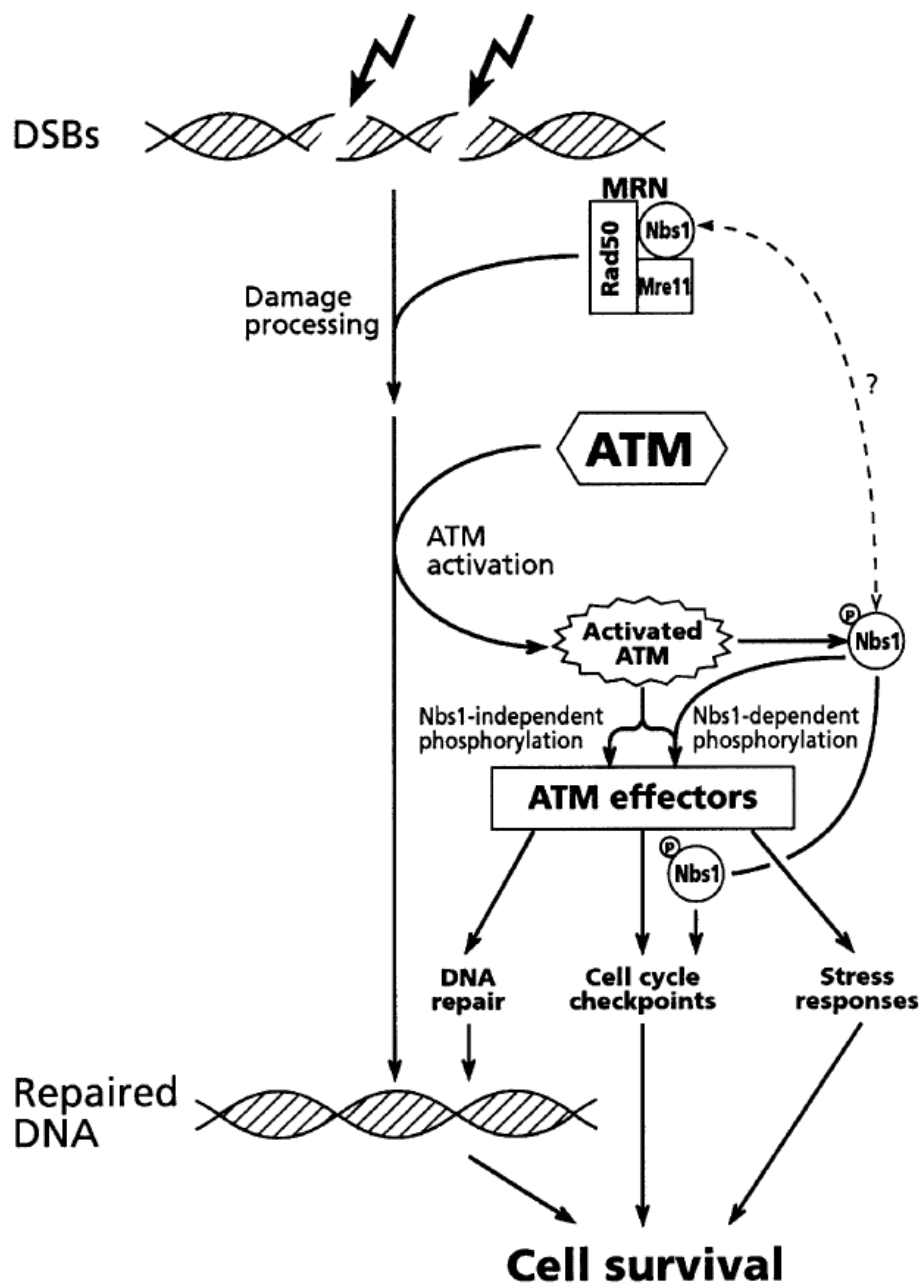 DSBs
MRN
Rad50
Nbs1
Mre11
Damage
processing
?
ATM
ATM
activation
Activated
ATM
P
Nbs1
Nbs1-independent
phosphorylation
Nbs1-dependent
phosphorylation
ATM effectors
P
Nbs1
DNA
repair
Cell cycle
checkpoints
Stress
responses
Repaired
DNA
Cell survival